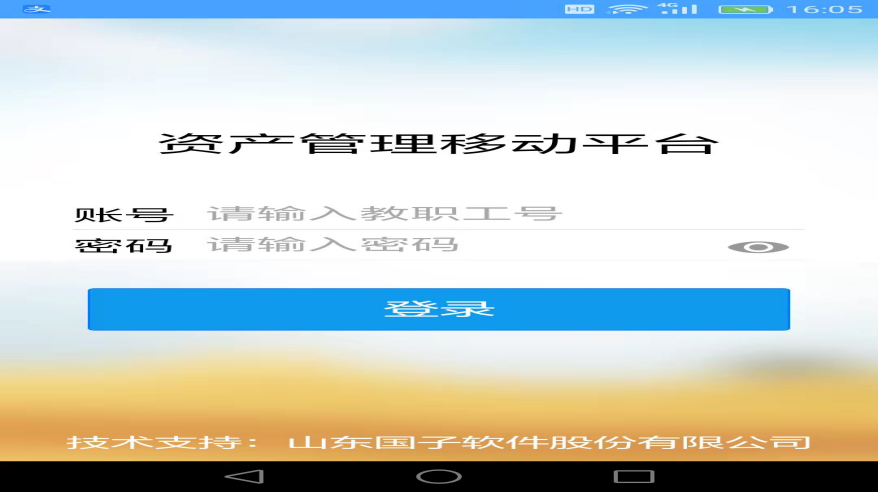 HD 4G 16:05
资产管理移动平台
账号 请输入教职工号
密码 请输入密码
登录
技术支持：山东国子软件股份有限公司